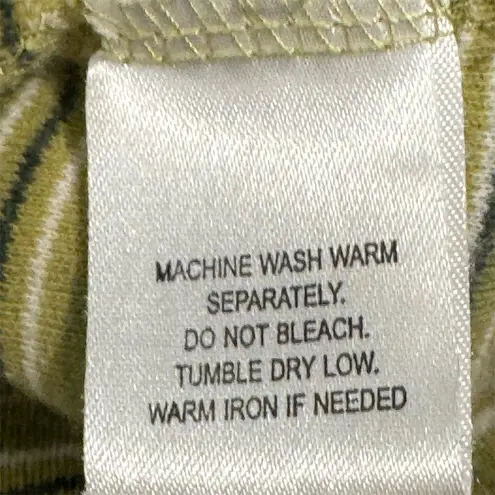 MACHINE WASH WARM
SEPARATELY.
DO NOT BLEACH.
TUMBLE DRY LOW.
WARM IRON IF NEEDED